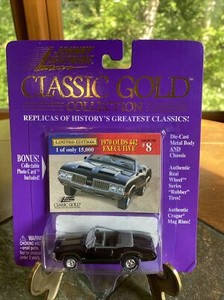 JOHNNY
LIGHTNING
CLASSIC GOLD
COLLECTION
REPLICAS OF HISTORY'S GREATEST CLASSICS!
LIMITED EDITION
1 of only 15,000
1970 OLDS 442
EXECUTIVE
#8
BONUS!
Collectable
Photo Card
Included!
CLASSIC GOLD
Die-Cast
Metal Body
AND
Chassis
Authentic
Real
Wheel
Series
"Rubber"
Tires!
Authentic
Cragar
Mag Rims!